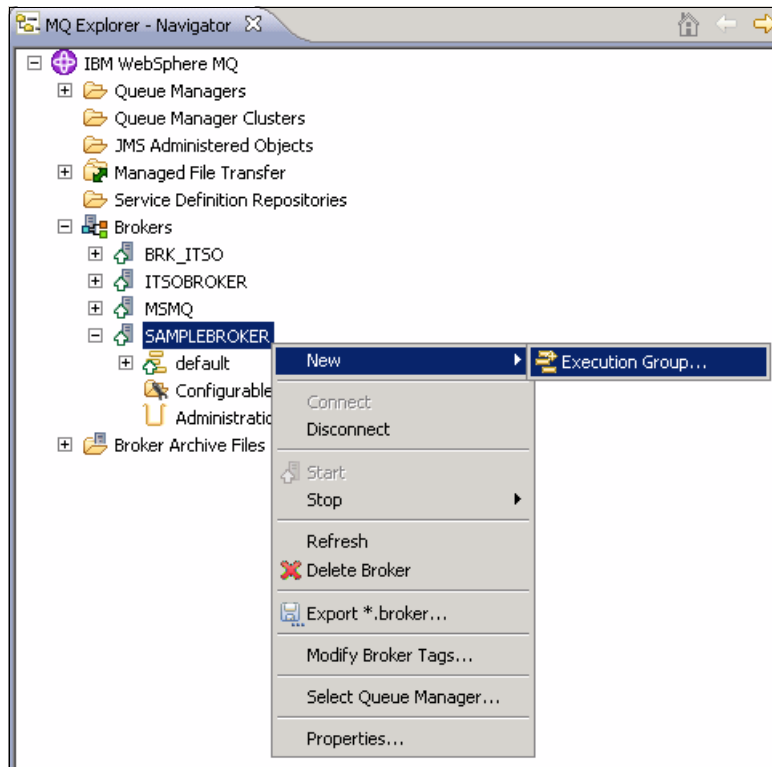 MQ Explorer - Navigator
IBM WebSphere MQ
Queue Managers
Queue Manager Clusters
JMS Administered Objects
Managed File Transfer
Service Definition Repositories
Brokers
BRK_ITSO
ITSOBROKER
MSMQ
SAMPLEBROKER
default
Configurable
Administratio
Broker Archive Files
New
Execution Group...
Connect
Disconnect
Start
Stop
Refresh
Delete Broker
Export *.broker...
Modify Broker Tags...
Select Queue Manager...
Properties...